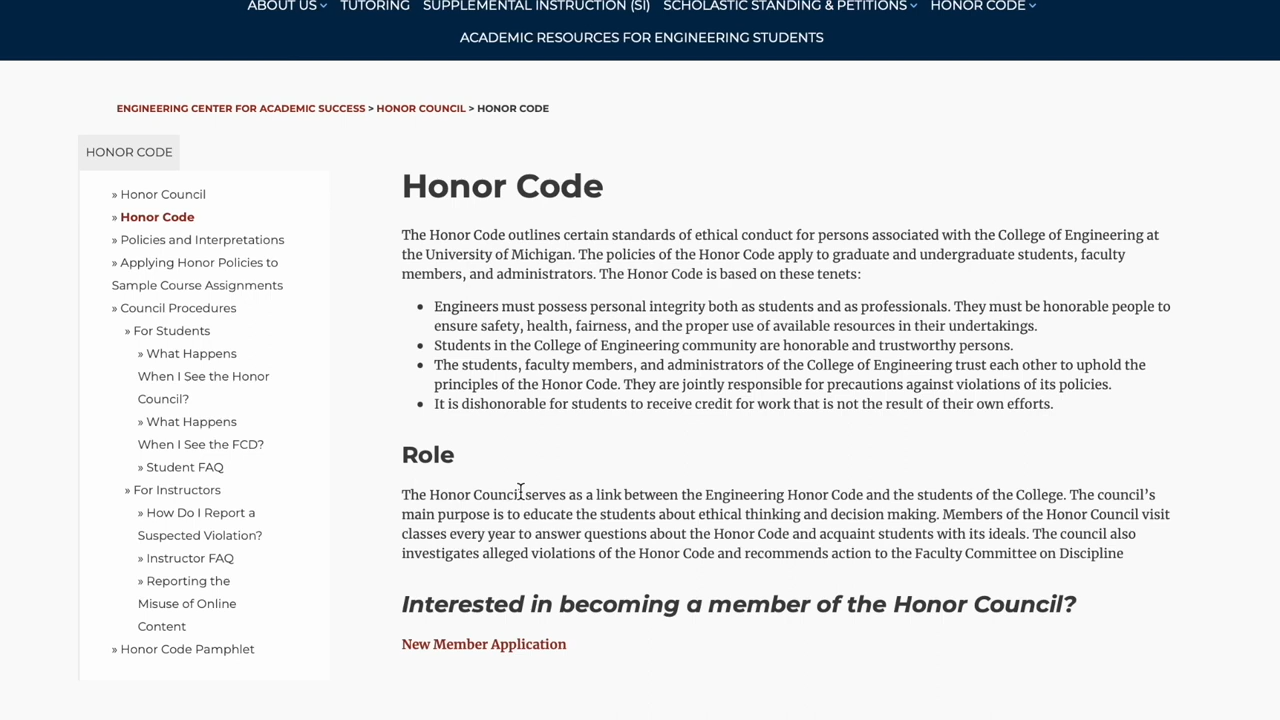 ABOUT US TUTORING SUPPLEMENTAL INSTRUCTION (SI) SCHOLASTIC STANDING & PETITIONS HONOR CODE
ACADEMIC RESOURCES FOR ENGINEERING STUDENTS
ENGINEERING CENTER FOR ACADEMIC SUCCESS > HONOR COUNCIL > HONOR CODE
HONOR CODE
» Honor Council
» Honor Code
» Policies and Interpretations
» Applying Honor Policies to
Sample Course Assignments
» Council Procedures
» For Students
» What Happens
When I See the Honor
Council?
» What Happens
When I See the FCD?
» Student FAQ
» For Instructors
» How Do I Report a
Suspected Violation?
» Instructor FAQ
» Reporting the
Misuse of Online
Content
» Honor Code Pamphlet
Honor Code
The Honor Code outlines certain standards of ethical conduct for persons associated with the College of Engineering at
the University of Michigan. The policies of the Honor Code apply to graduate and undergraduate students, faculty
members, and administrators. The Honor Code is based on these tenets:
• Engineers must possess personal integrity both as students and as professionals. They must be honorable people to
ensure safety, health, fairness, and the proper use of available resources in their undertakings.
• Students in the College of Engineering community are honorable and trustworthy persons.
• The students, faculty members, and administrators of the College of Engineering trust each other to uphold the
principles of the Honor Code. They are jointly responsible for precautions against violations of its policies.
• It is dishonorable for students to receive credit for work that is not the result of their own efforts.
Role
The Honor Council serves as a link between the Engineering Honor Code and the students of the College. The council's
main purpose is to educate the students about ethical thinking and decision making. Members of the Honor Council visit
classes every year to answer questions about the Honor Code and acquaint students with its ideals. The council also
investigates alleged violations of the Honor Code and recommends action to the Faculty Committee on Discipline
Interested in becoming a member of the Honor Council?
New Member Application